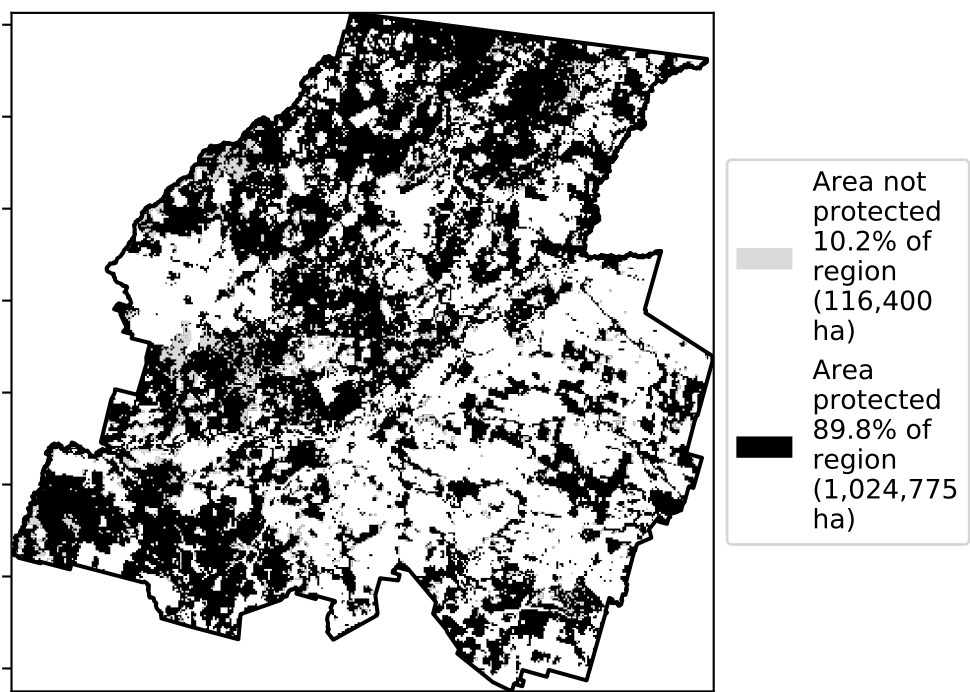 Area not
protected
10.2% of
region
(116,400
ha)
Area
protected
89.8% of
region
(1,024,775
ha)